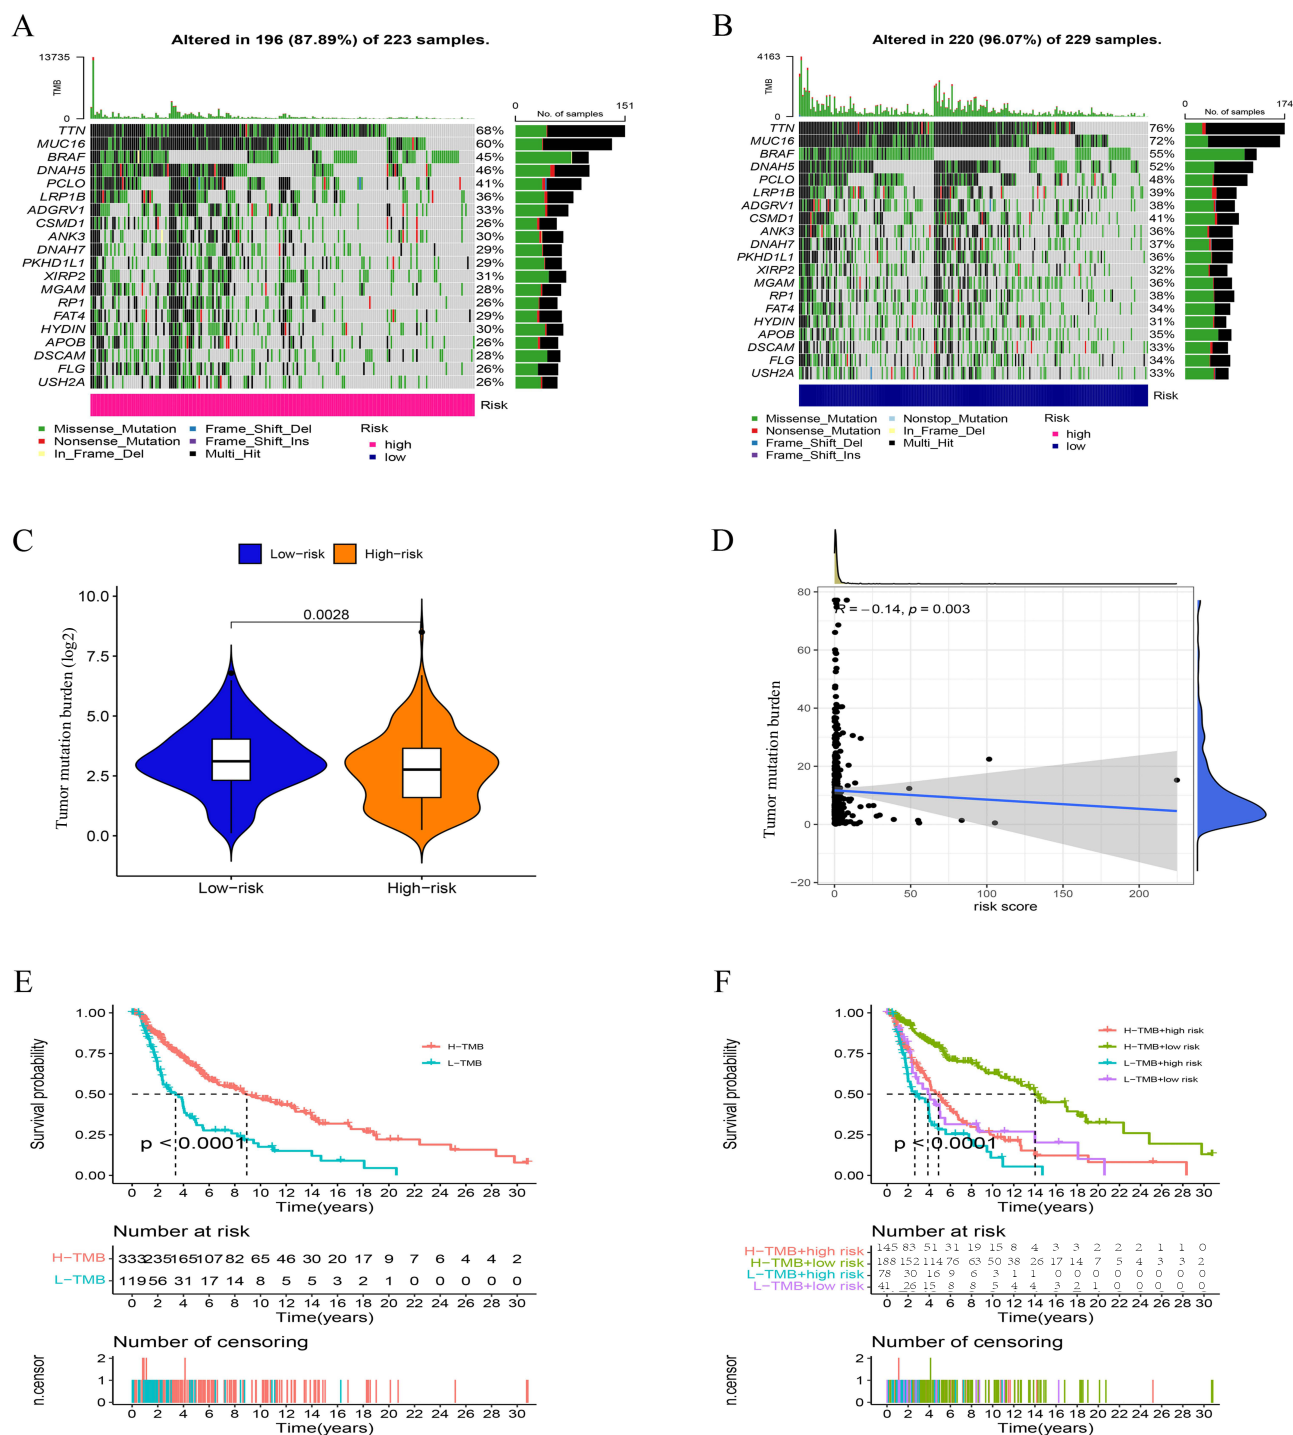 A
Altered in 196 (87.89%) of 223 samples.
13735
0
TMB
0 151
No. of samples
TTN 68%
MUC16 60%
BRAF 45%
DNAH5 46%
PCLO 41%
LRP1B 36%
ADGRV1 33%
CSMD1 26%
ANK3 30%
DNAH7 29%
PKHD1L1 29%
XIRP2 31%
MGAM 28%
RP1 26%
FAT4 29%
HYDIN 30%
APOB 26%
DSCAM 28%
FLG 26%
USH2A 26%
Risk
Missense_Mutation Frame_Shift_Del Risk
Nonsense_Mutation Frame_Shift_Ins high
In_Frame_Del Multi_Hit low
B
Altered in 220 (96.07%) of 229 samples.
4163
0
TMB
0 174
No. of samples
TTN 76%
MUC16 72%
BRAF 55%
DNAH5 52%
PCLO 48%
LRP1B 39%
ADGRV1 38%
CSMD1 41%
ANK3 36%
DNAH7 37%
PKHD1L1 36%
XIRP2 32%
MGAM 36%
RP1 38%
FAT4 34%
HYDIN 31%
APOB 35%
DSCAM 33%
FLG 34%
USH2A 33%
Risk
Missense_Mutation Nonstop_Mutation Risk
Nonsense_Mutation In_Frame_Del high
Frame_Shift_Del Multi_Hit low
Frame_Shift_Ins
C
Low−risk High−risk
10.0
7.5
5.0
2.5
0.0
Tumor mutation burden (log2)
0.0028
Low−risk High−risk
D
80
60
40
20
0
−20
Tumor mutation burden
R = −0.14, p = 0.003
0 50 100 150 200
risk score
E
1.00
0.75
0.50
0.25
0.00
Survival probability
H−TMB
L−TMB
p < 0.0001
0 2 4 6 8 10 12 14 16 18 20 22 24 26 28 30
Time(years)
Number at risk
H−TMB 333 235 165 107 82 65 46 30 20 17 9 7 6 4 4 2
L−TMB 119 56 31 17 14 8 5 5 3 2 1 0 0 0 0 0
0 2 4 6 8 10 12 14 16 18 20 22 24 26 28 30
Time(years)
Number of censoring
2
1
0
n.censor
0 2 4 6 8 10 12 14 16 18 20 22 24 26 28 30
Time(years)
F
1.00
0.75
0.50
0.25
0.00
Survival probability
H−TMB+high risk
H−TMB+low risk
L−TMB+high risk
L−TMB+low risk
p < 0.0001
0 2 4 6 8 10 12 14 16 18 20 22 24 26 28 30
Time(years)
Number at risk
H−TMB+high risk 145 83 51 31 19 15 8 4 3 3 2 2 2 1 1 0
H−TMB+low risk 188 152 114 76 63 50 38 26 17 14 7 5 4 3 3 2
L−TMB+high risk 78 30 16 9 6 3 1 1 0 0 0 0 0 0 0 0
L−TMB+low risk 41 26 15 8 8 5 4 4 3 2 1 0 0 0 0 0
0 2 4 6 8 10 12 14 16 18 20 22 24 26 28 30
Time(years)
Number of censoring
2
1
0
n.censor
0 2 4 6 8 10 12 14 16 18 20 22 24 26 28 30
Time(years)